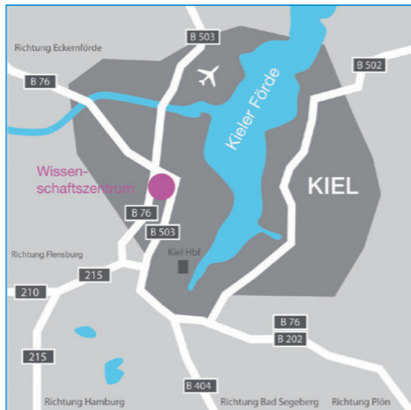 B 503
Richtung Eckernförde
B 76
B 502
Kieler Förde
Wissen-
schaftszentrum
KIEL
B 76
B 503
Richtung Flensburg
Kiel Hbf
215
210
B 76
B 202
215
B 404
Richtung Hamburg
Richtung Bad Segeberg
Richtung Plön